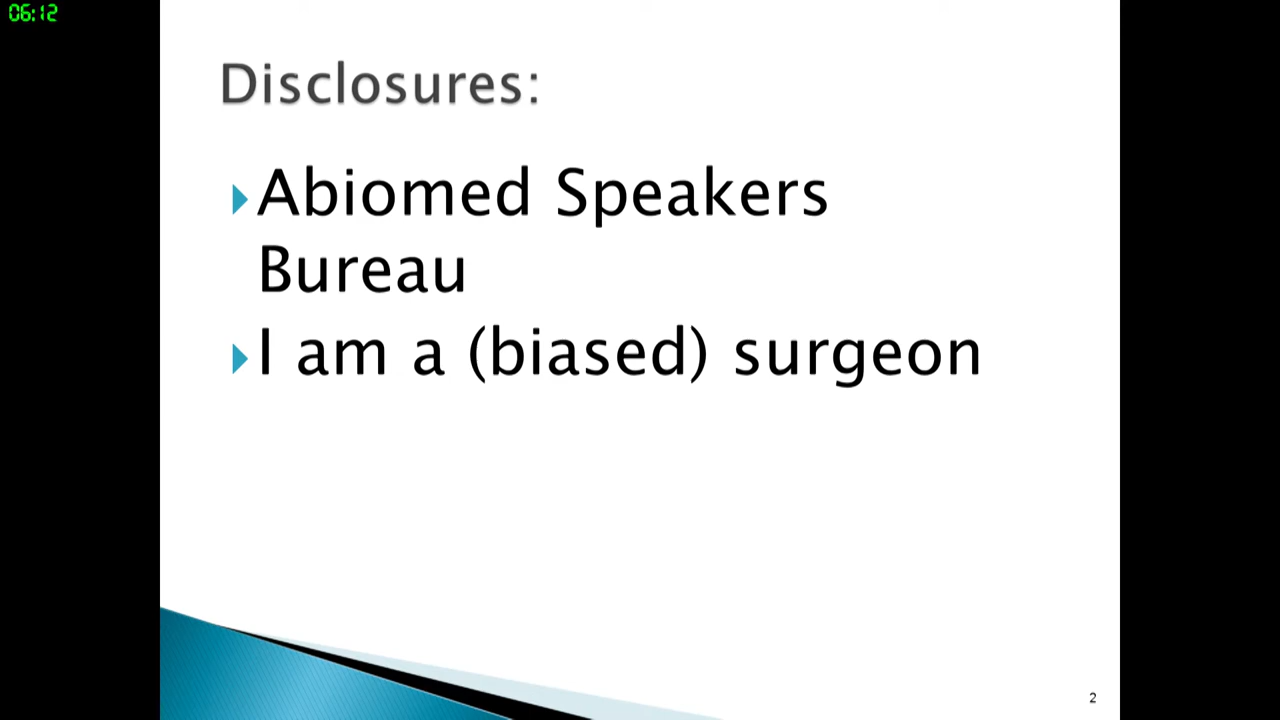 06:12
Disclosures:
Abiomed Speakers
Bureau
I am a (biased) surgeon
2